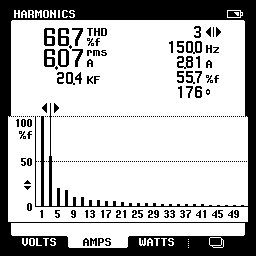 HARMONICS
66.7 THD %f
6.07 rms A
20.4 KF
3
150.0 Hz
2.81 A
55.7 %f
176 °
100
%f
50
0
1 5 9 13 17 21 25 29 33 37 41 45 49
VOLTS AMPS WATTS